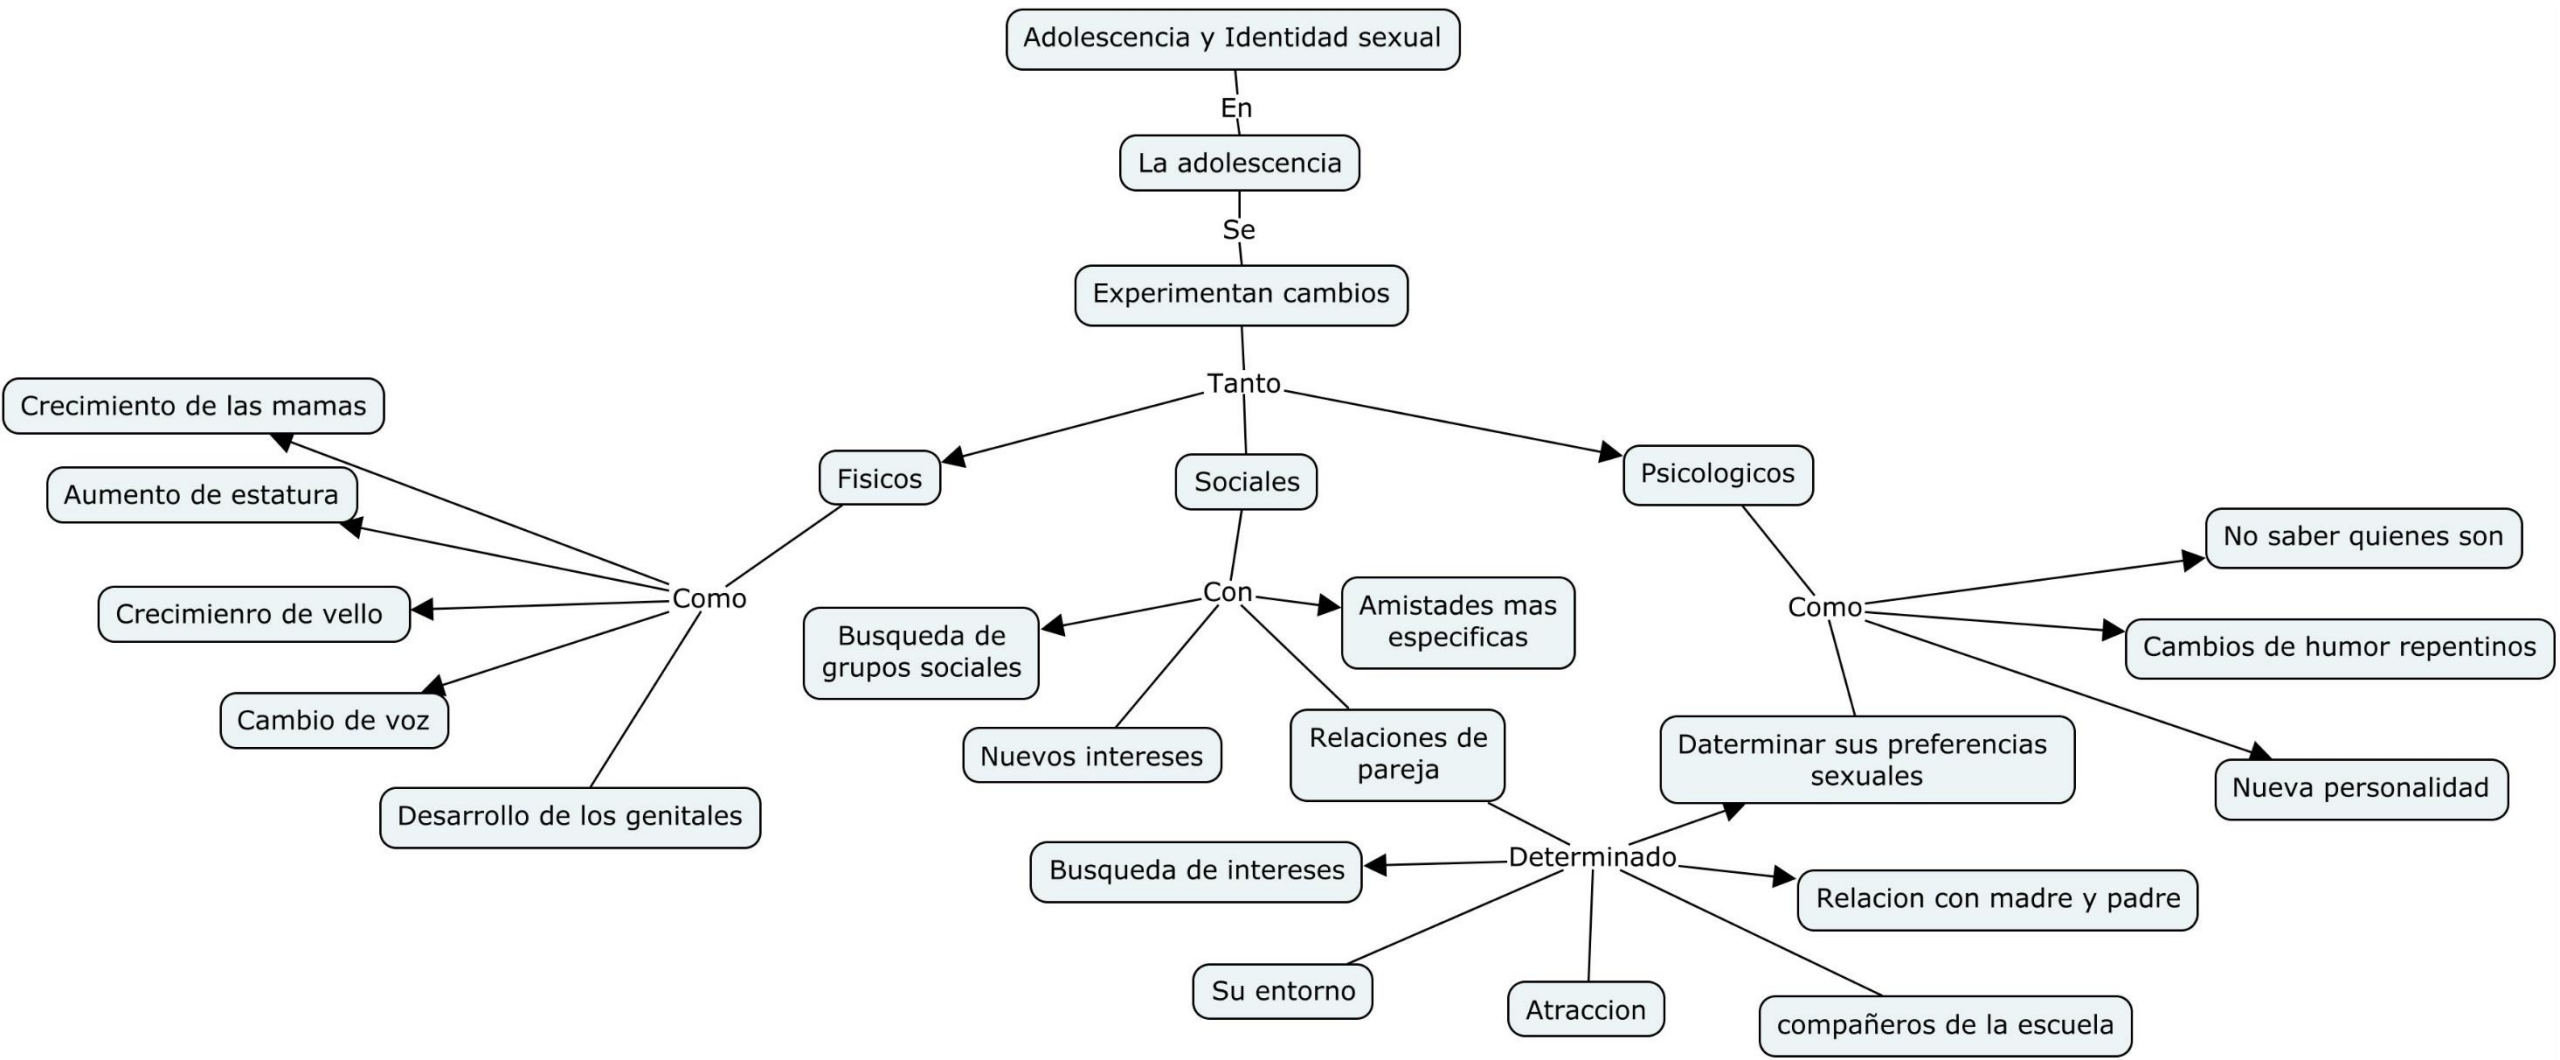 Adolescencia y Identidad sexual
En
La adolescencia
Se
Experimentan cambios
Tanto
Fisicos
Sociales
Psicologicos
Como
Crecimiento de las mamas
Aumento de estatura
Crecimienro de vello
Cambio de voz
Desarrollo de los genitales
Con
Busqueda de
grupos sociales
Nuevos intereses
Relaciones de
pareja
Amistades mas
especificas
Como
No saber quienes son
Cambios de humor repentinos
Nueva personalidad
Daterminar sus preferencias
sexuales
Determinado
Busqueda de intereses
Su entorno
Atraccion
compañeros de la escuela
Relacion con madre y padre